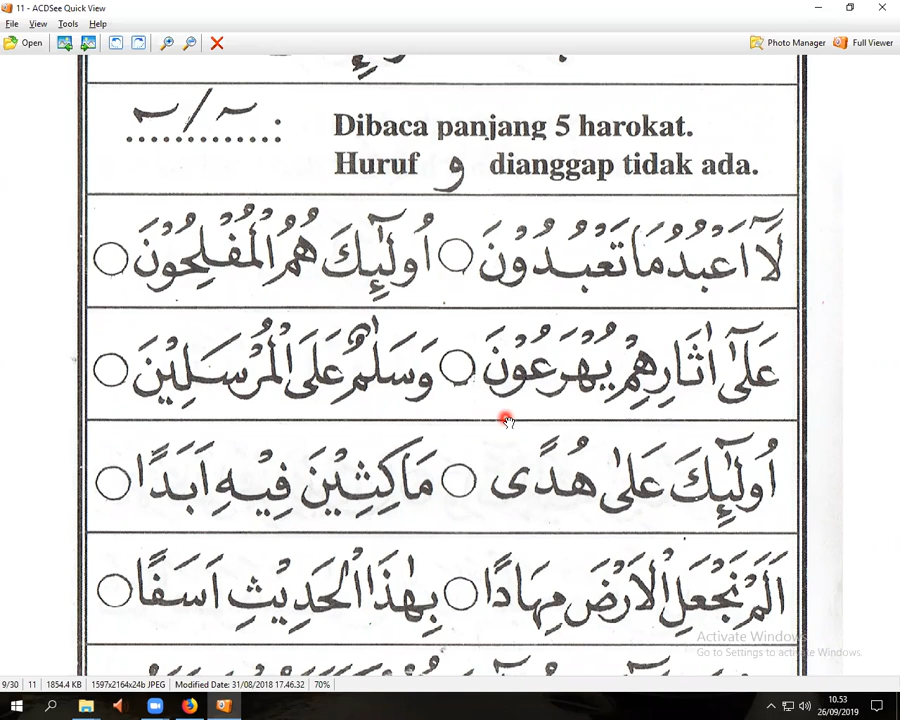 11 - ACDSee Quick View
File View Tools Help
Open Photo Manager Full Viewer
Dibaca panjang 5 harokat.
Huruf و dianggap tidak ada.
لَآ اَعْبُدُ مَا تَعْبُدُوْنَ ○ اُولٰٓئِكَ هُمُ الْمُفْلِحُوْنَ ○
عَلٰٓى اٰثَارِهِمْ يُهْرَعُوْنَ ○ وَسَلٰمٌ عَلَى الْمُرْسَلِيْنَ ○
اُولٰٓئِكَ عَلٰى هُدًى ○ مَاكِثِيْنَ فِيْهِ اَبَدًا ○
اَلَمْ نَجْعَلِ الْاَرْضَ مِهَادًا ○ بِهٰذَا الْحَدِيْثِ اَسَفًا ○
Activate Windows
Go to Settings to activate Windows.
9/30 11 1854.4 KB 1597x2164x24b JPEG Modified Date: 31/08/2018 17.46.32 70%
10.53
26/09/2019